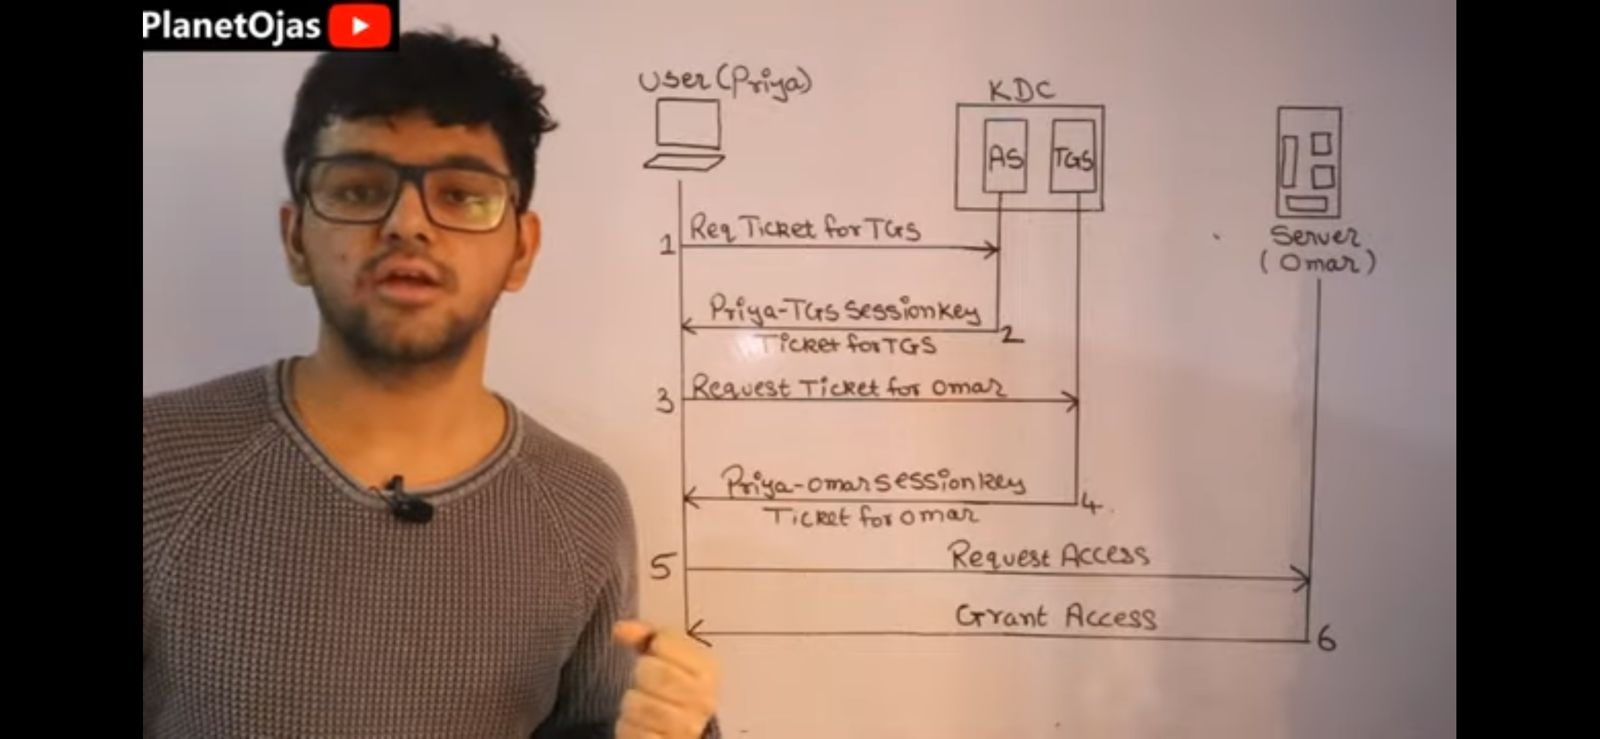 PlanetOjas
User (Priya)
KDC
AS
TGS
Server
(Omar)
1
Req Ticket for TGS
Priya-TGS Session key
2
Ticket for TGS
3
Request Ticket for Omar
Priya-omar session key
4
Ticket for omar
5
Request Access
Grant Access
6